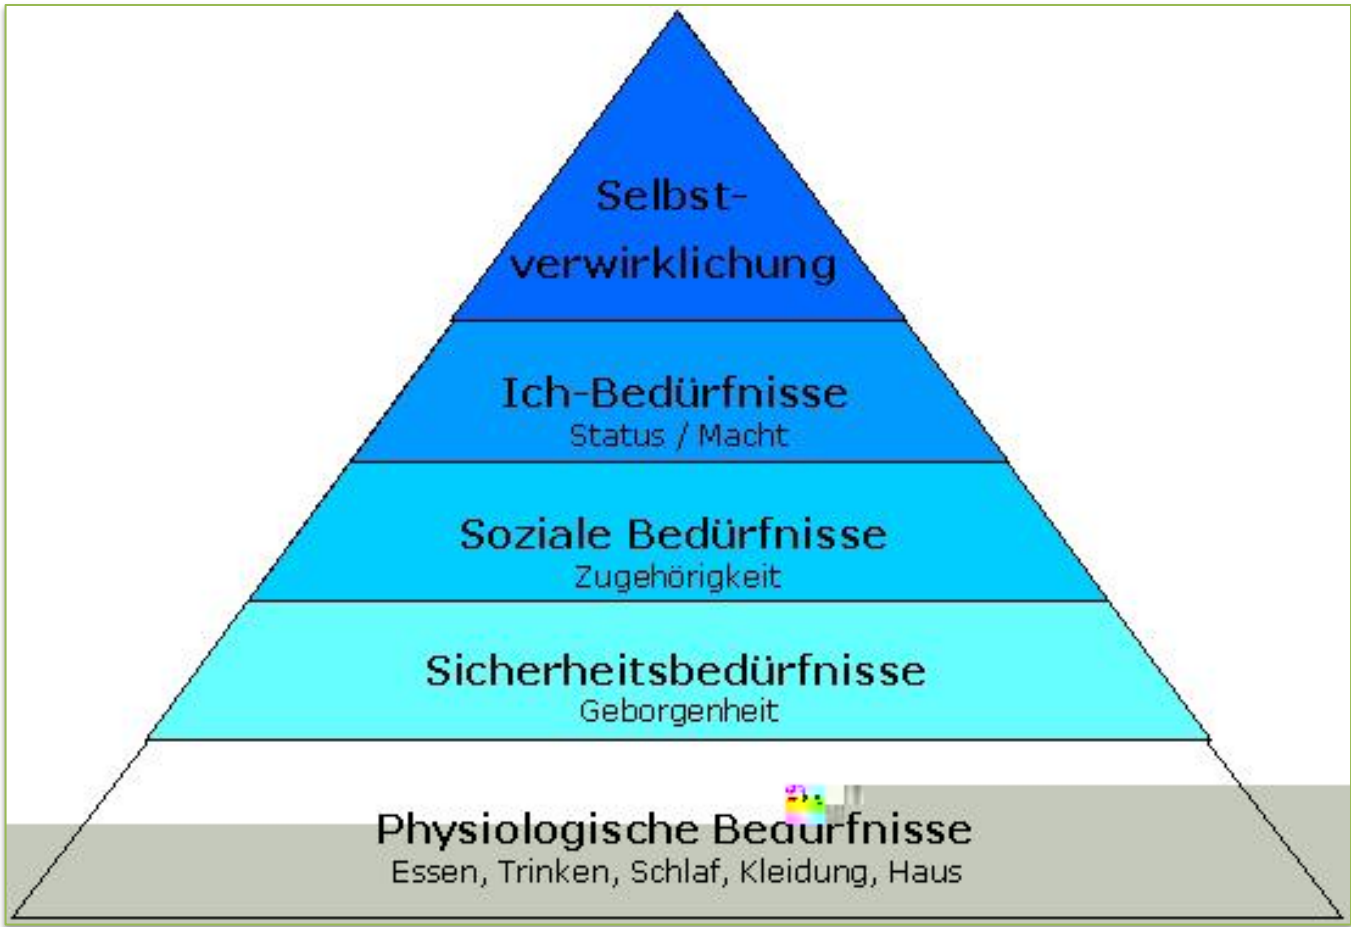 Selbst-
verwirklichung
Ich-Bedürfnisse
Status / Macht
Soziale Bedürfnisse
Zugehörigkeit
Sicherheitsbedürfnisse
Geborgenheit
Physiologische Bedürfnisse
Essen, Trinken, Schlaf, Kleidung, Haus